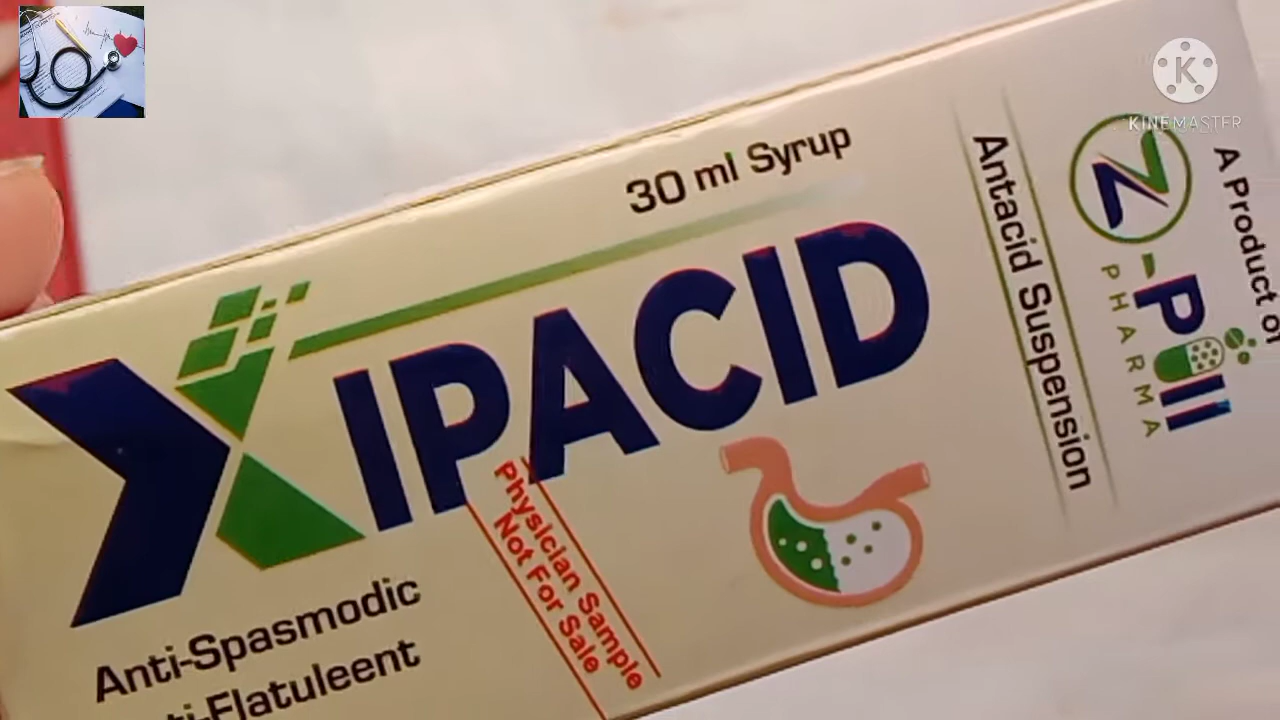 KINEMASTER
30 ml Syrup
XIPACID
Anti-Spasmodic
ti-Flatuleent
Physician Sample
Not For Sale
Antacid Suspension
Z-Pill
PHARMA
A Product of